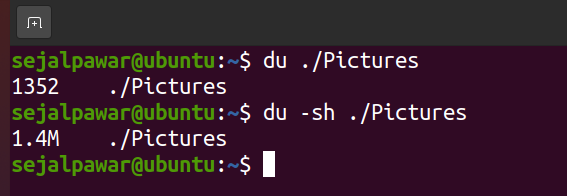 sejalpawar@ubuntu:~$ du ./Pictures
1352    ./Pictures
sejalpawar@ubuntu:~$ du -sh ./Pictures
1.4M    ./Pictures
sejalpawar@ubuntu:~$